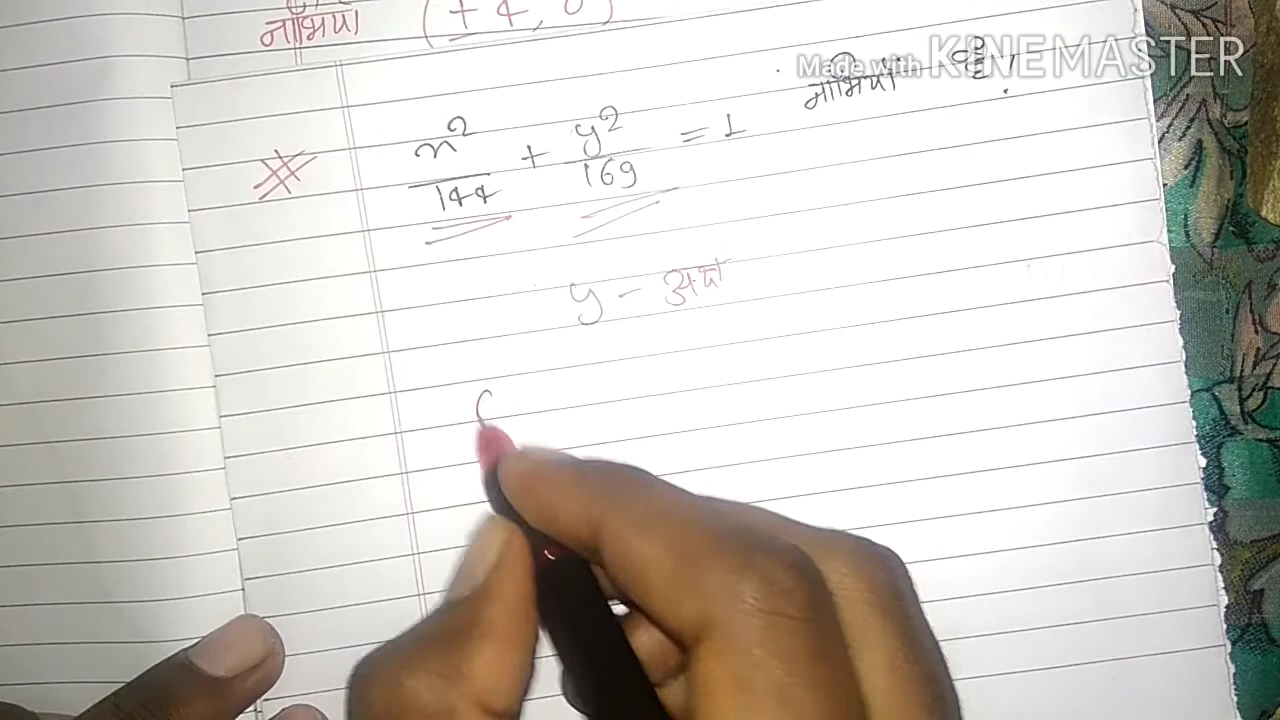 नाभियाँ (± 4, 0)
Made with KINEMASTER
x²/144 + y²/169 = 1 नाभियाँ
y - अक्ष
(